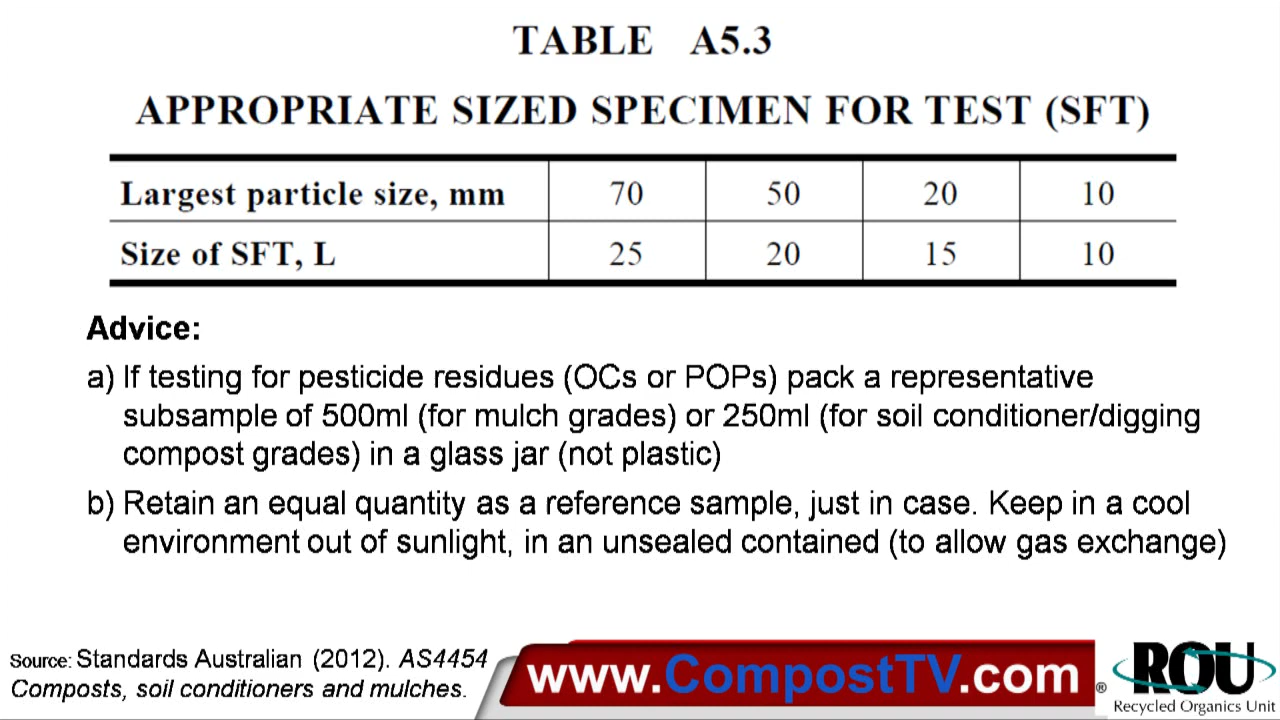 TABLE A5.3
APPROPRIATE SIZED SPECIMEN FOR TEST (SFT)
Largest particle size, mm 70 50 20 10
Size of SFT, L 25 20 15 10
Advice:
a) If testing for pesticide residues (OCs or POPs) pack a representative
subsample of 500ml (for mulch grades) or 250ml (for soil conditioner/digging
compost grades) in a glass jar (not plastic)
b) Retain an equal quantity as a reference sample, just in case. Keep in a cool
environment out of sunlight, in an unsealed contained (to allow gas exchange)
Source: Standards Australian (2012). AS4454
Composts, soil conditioners and mulches.
www.CompostTV.com ®
ROU
Recycled Organics Unit